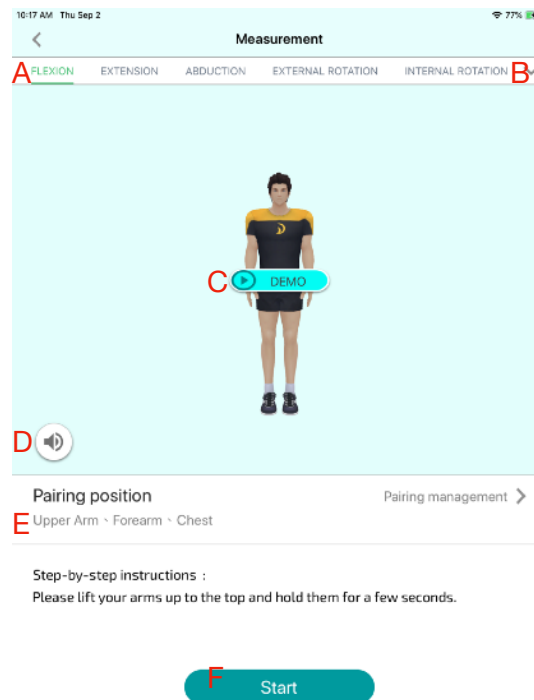 10:17 AM Thu Sep 2 77%
Measurement
A FLEXION EXTENSION ABDUCTION EXTERNAL ROTATION INTERNAL ROTATION B
C DEMO
D
Pairing position Pairing management
E Upper Arm、Forearm、Chest
Step-by-step instructions：
Please lift your arms up to the top and hold them for a few seconds.
F Start